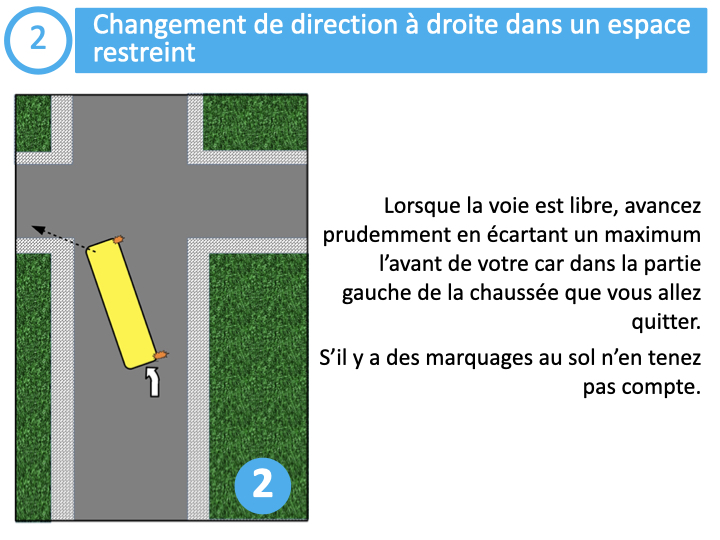 2
Changement de direction à droite dans un espace
restreint
Lorsque la voie est libre, avancez
prudemment en écartant un maximum
l’avant de votre car dans la partie
gauche de la chaussée que vous allez
quitter.
S’il y a des marquages au sol n’en tenez
pas compte.
2